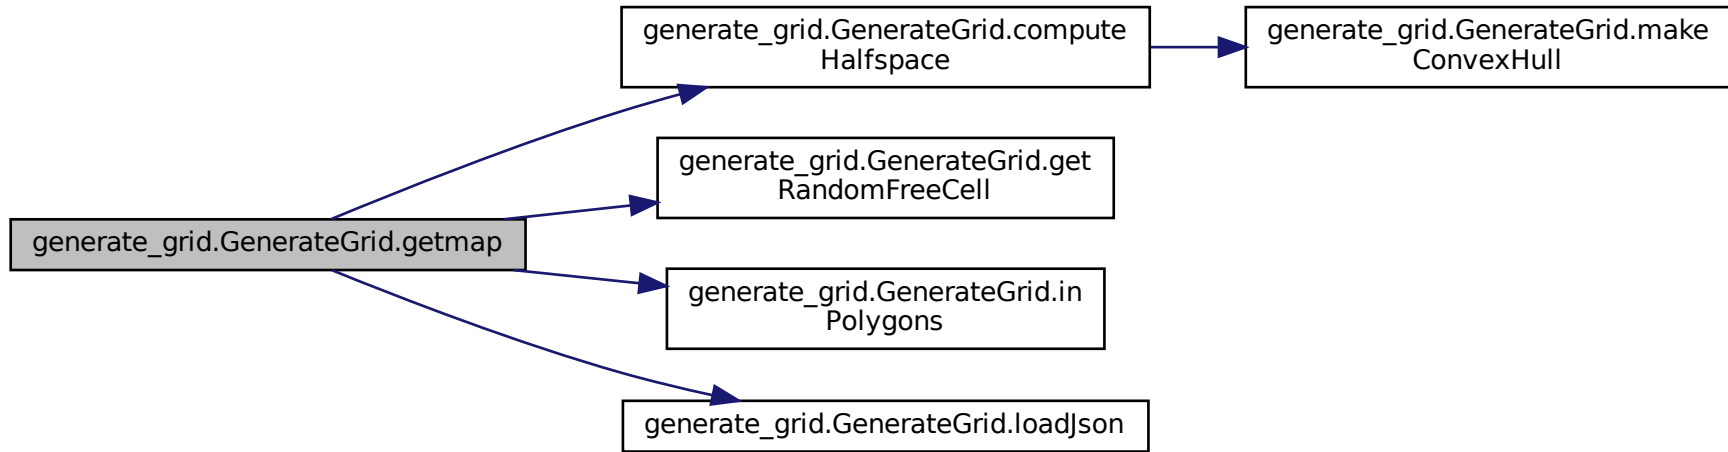 generate_grid.GenerateGrid.compute
Halfspace
generate_grid.GenerateGrid.make
ConvexHull
generate_grid.GenerateGrid.get
RandomFreeCell
generate_grid.GenerateGrid.getmap
generate_grid.GenerateGrid.in
Polygons
generate_grid.GenerateGrid.loadJson